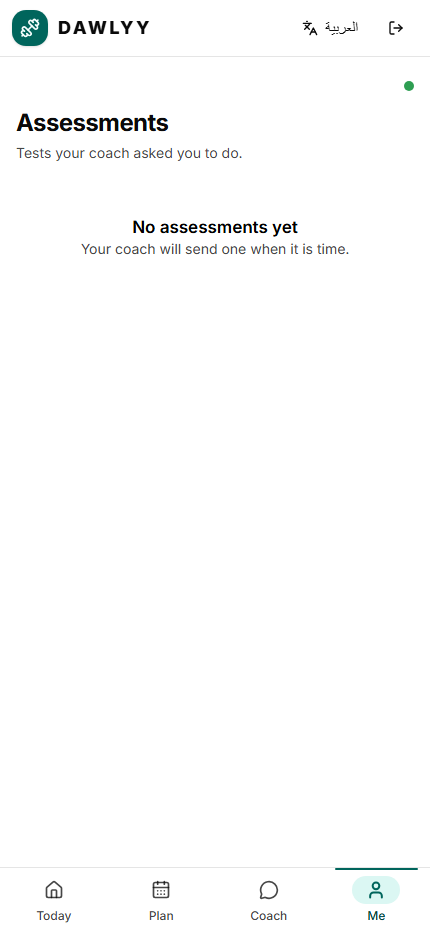 DAWLYY
العربية
Assessments
Tests your coach asked you to do.
No assessments yet
Your coach will send one when it is time.
Today
Plan
Coach
Me